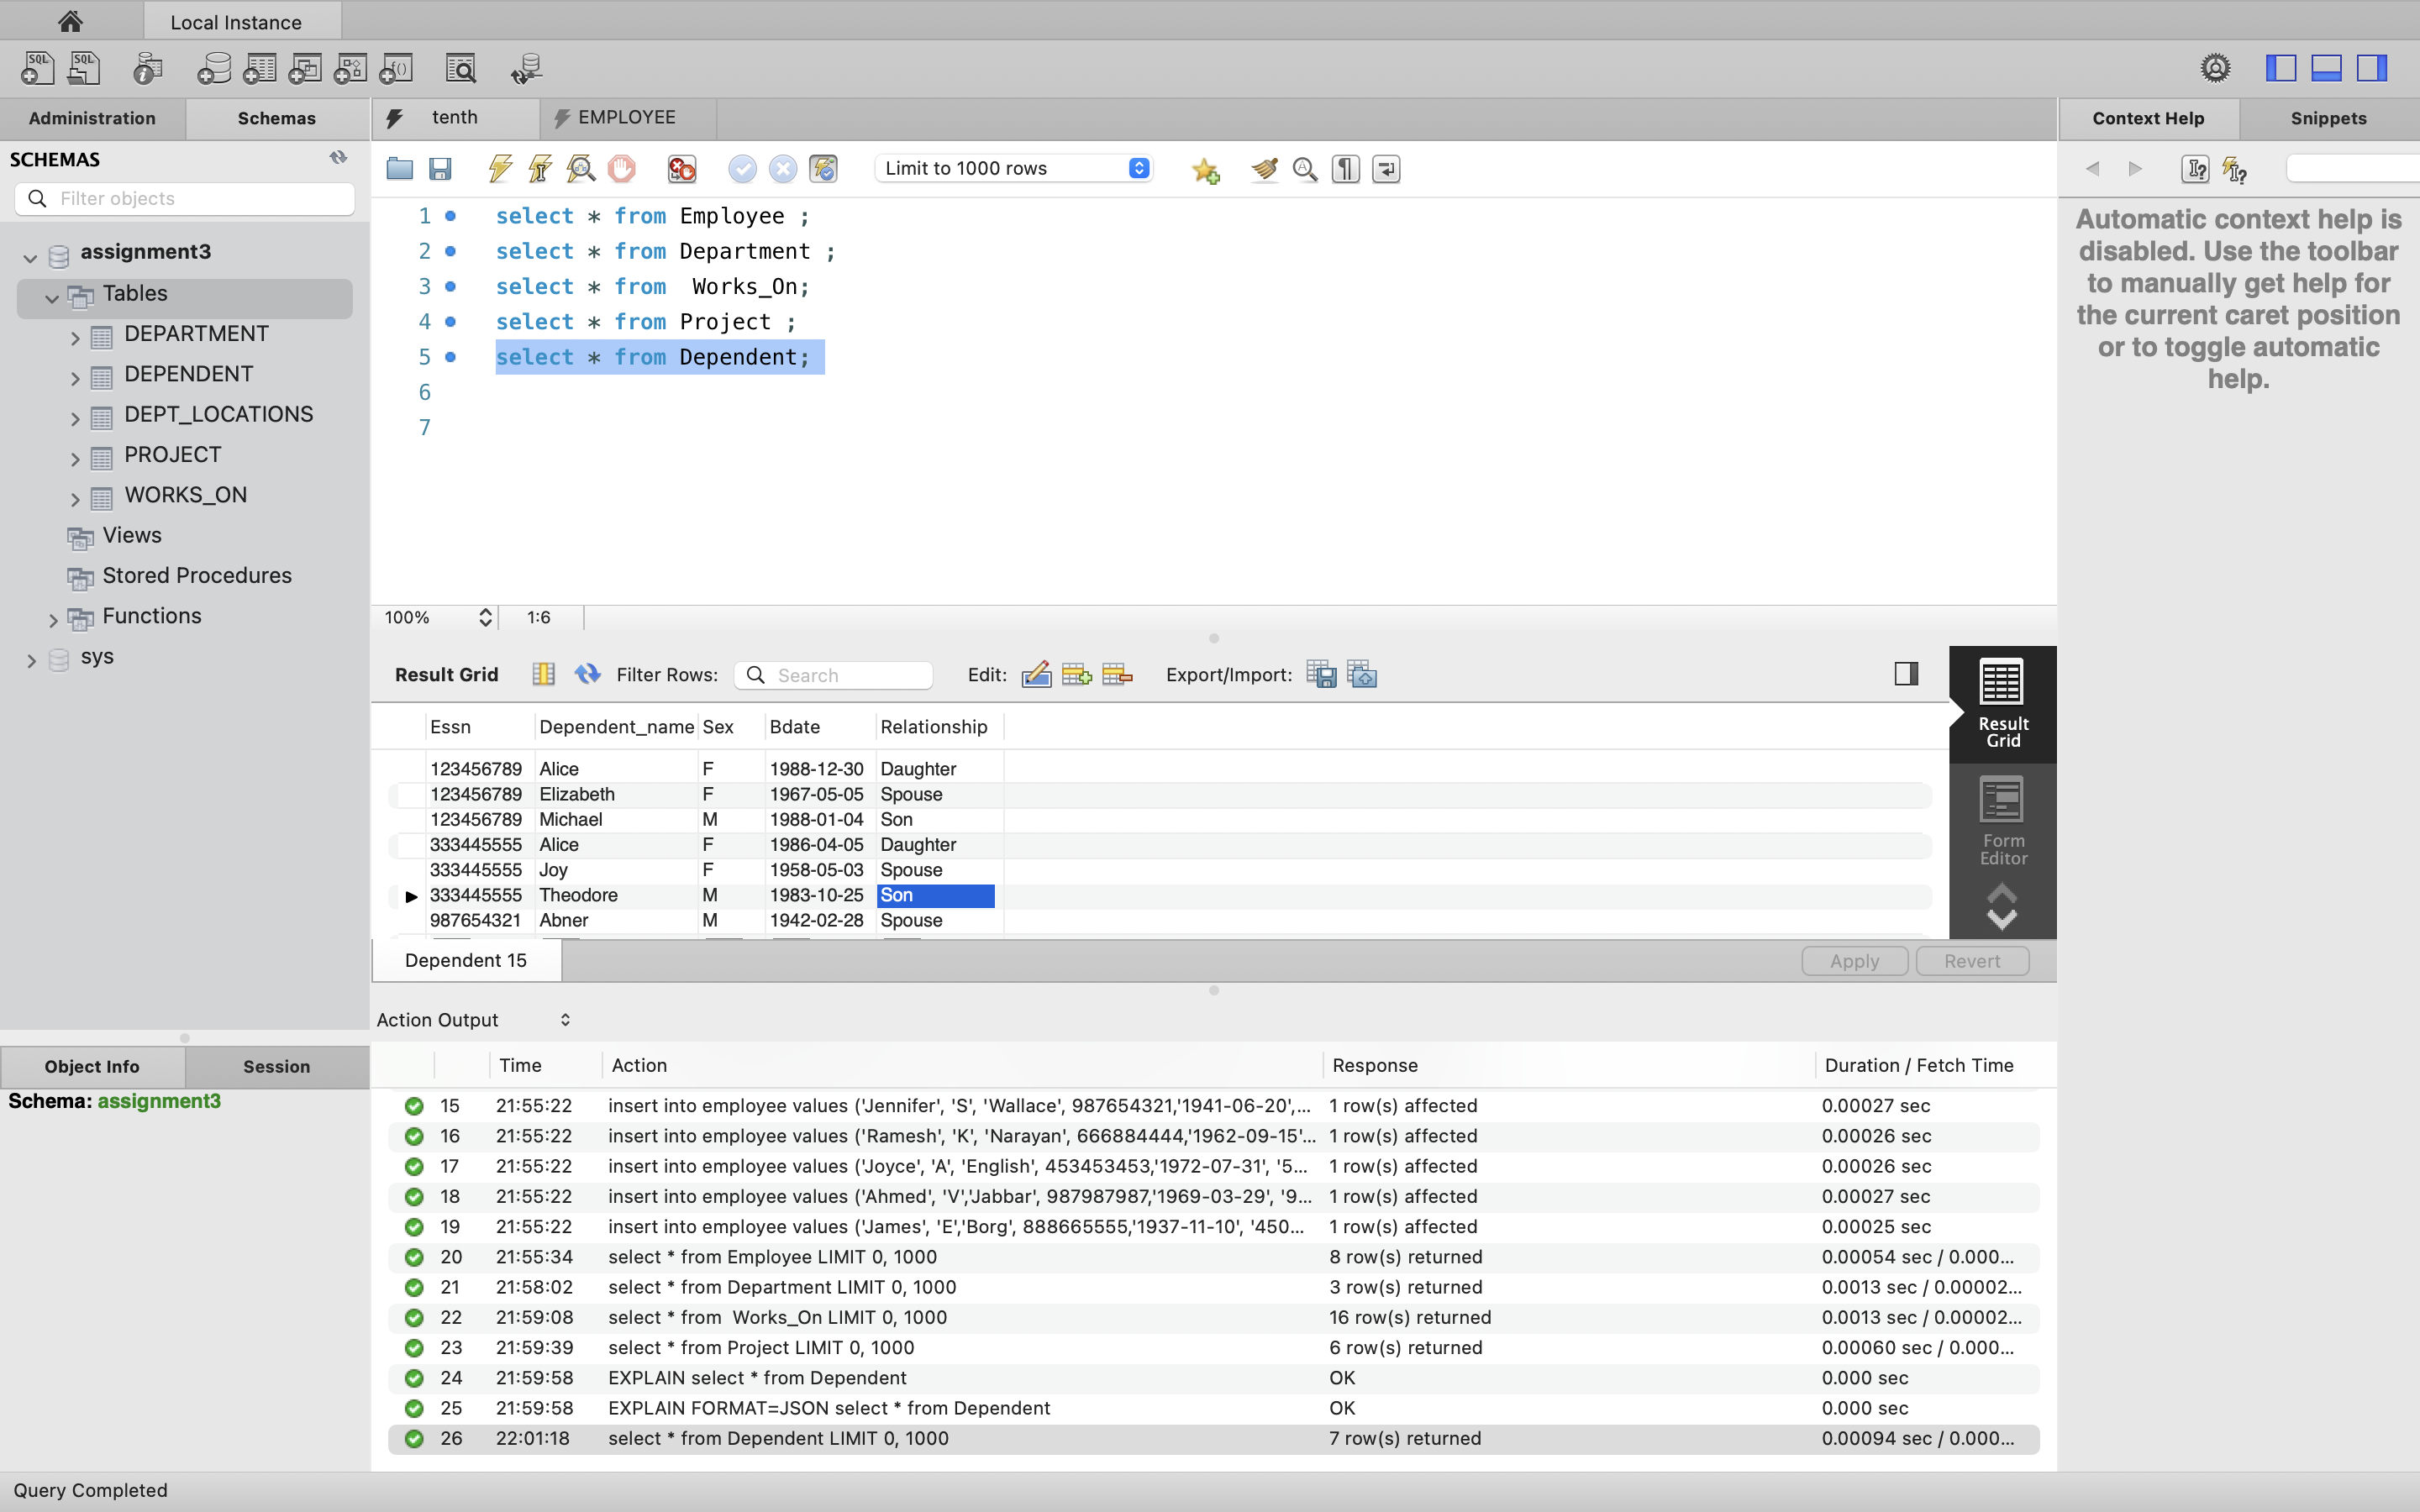 Local Instance
Administration
Schemas
tenth
EMPLOYEE
Context Help
Snippets
SCHEMAS
Filter objects
Limit to 1000 rows
assignment3
Tables
DEPARTMENT
DEPENDENT
DEPT_LOCATIONS
PROJECT
WORKS_ON
Views
Stored Procedures
Functions
sys
1 select * from Employee ;
2 select * from Department ;
3 select * from  Works_On;
4 select * from Project ;
5 select * from Dependent;
6
7
Automatic context help is
disabled. Use the toolbar
to manually get help for
the current caret position
or to toggle automatic
help.
100% 1:6
Result Grid Filter Rows: Search Edit: Export/Import:
Essn Dependent_name Sex Bdate Relationship
123456789 Alice F 1988-12-30 Daughter
123456789 Elizabeth F 1967-05-05 Spouse
123456789 Michael M 1988-01-04 Son
333445555 Alice F 1986-04-05 Daughter
333445555 Joy F 1958-05-03 Spouse
333445555 Theodore M 1983-10-25 Son
987654321 Abner M 1942-02-28 Spouse
Result
Grid
Form
Editor
Dependent 15 Apply Revert
Action Output
Time Action Response Duration / Fetch Time
15 21:55:22 insert into employee values ('Jennifer', 'S', 'Wallace', 987654321,'1941-06-20',... 1 row(s) affected 0.00027 sec
16 21:55:22 insert into employee values ('Ramesh', 'K', 'Narayan', 666884444,'1962-09-15'... 1 row(s) affected 0.00026 sec
17 21:55:22 insert into employee values ('Joyce', 'A', 'English', 453453453,'1972-07-31', '5... 1 row(s) affected 0.00026 sec
18 21:55:22 insert into employee values ('Ahmed', 'V','Jabbar', 987987987,'1969-03-29', '9... 1 row(s) affected 0.00027 sec
19 21:55:22 insert into employee values ('James', 'E','Borg', 888665555,'1937-11-10', '450... 1 row(s) affected 0.00025 sec
20 21:55:34 select * from Employee LIMIT 0, 1000 8 row(s) returned 0.00054 sec / 0.000...
21 21:58:02 select * from Department LIMIT 0, 1000 3 row(s) returned 0.0013 sec / 0.00002...
22 21:59:08 select * from  Works_On LIMIT 0, 1000 16 row(s) returned 0.0013 sec / 0.00002...
23 21:59:39 select * from Project LIMIT 0, 1000 6 row(s) returned 0.00060 sec / 0.000...
24 21:59:58 EXPLAIN select * from Dependent OK 0.000 sec
25 21:59:58 EXPLAIN FORMAT=JSON select * from Dependent OK 0.000 sec
26 22:01:18 select * from Dependent LIMIT 0, 1000 7 row(s) returned 0.00094 sec / 0.000...
Object Info
Session
Schema: assignment3
Query Completed